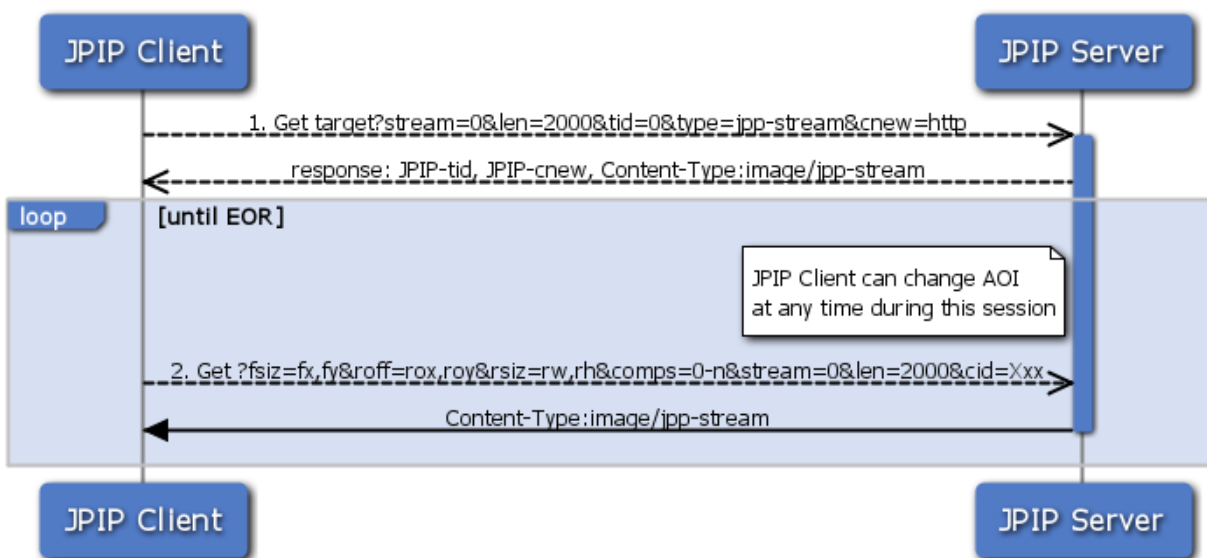 JPIP Client
JPIP Server
1. Get target?stream=0&len=2000&tid=0&type=jpp-stream&cnew=http
response: JPIP-tid, JPIP-cnew, Content-Type:image/jpp-stream
loop
[until EOR]
JPIP Client can change AOI
at any time during this session
2. Get ?fsiz=fx,fy&roff=rox,roy&rsiz=rw,rh&comps=0-n&stream=0&len=2000&cid=Xxx
Content-Type:image/jpp-stream
JPIP Client
JPIP Server